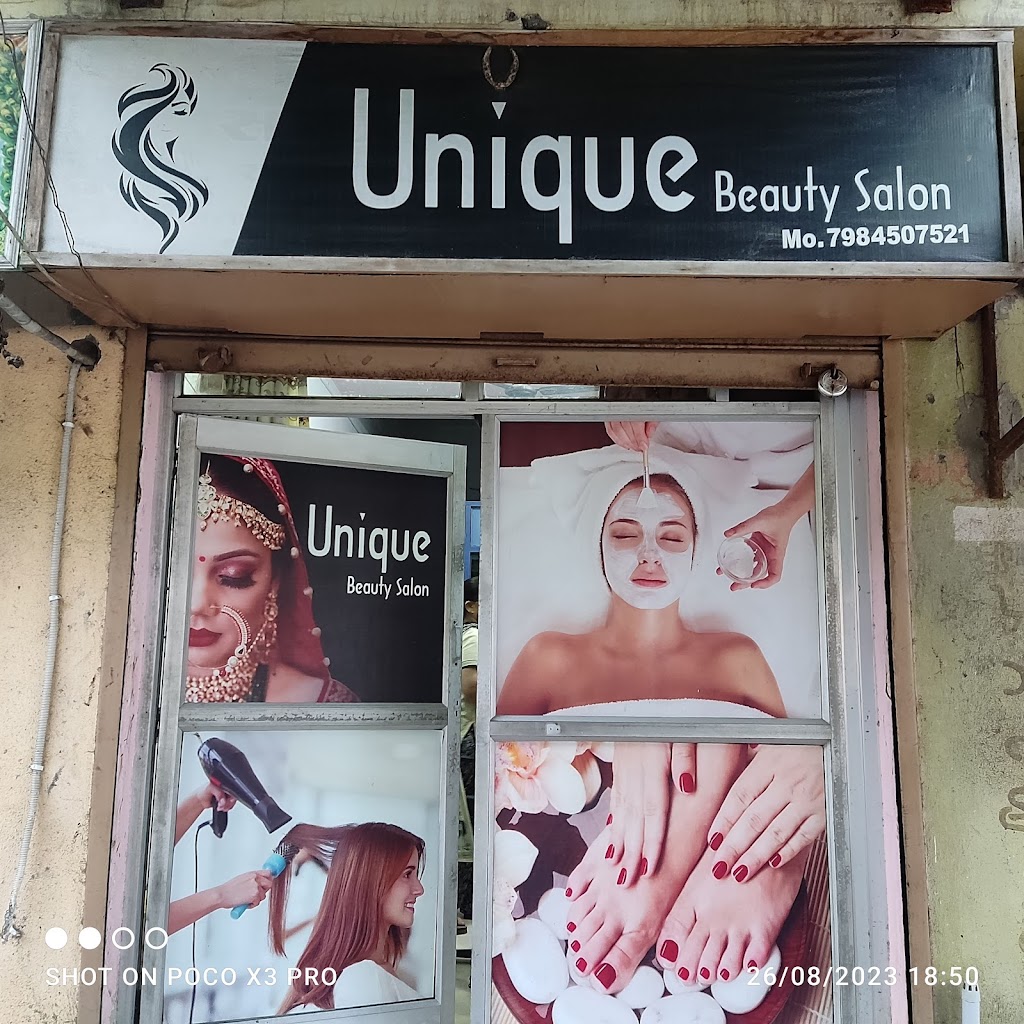 Unique
Beauty Salon
Mo.7984507521
Unique
Beauty Salon
SHOT ON POCO X3 PRO
26/08/2023 18:50